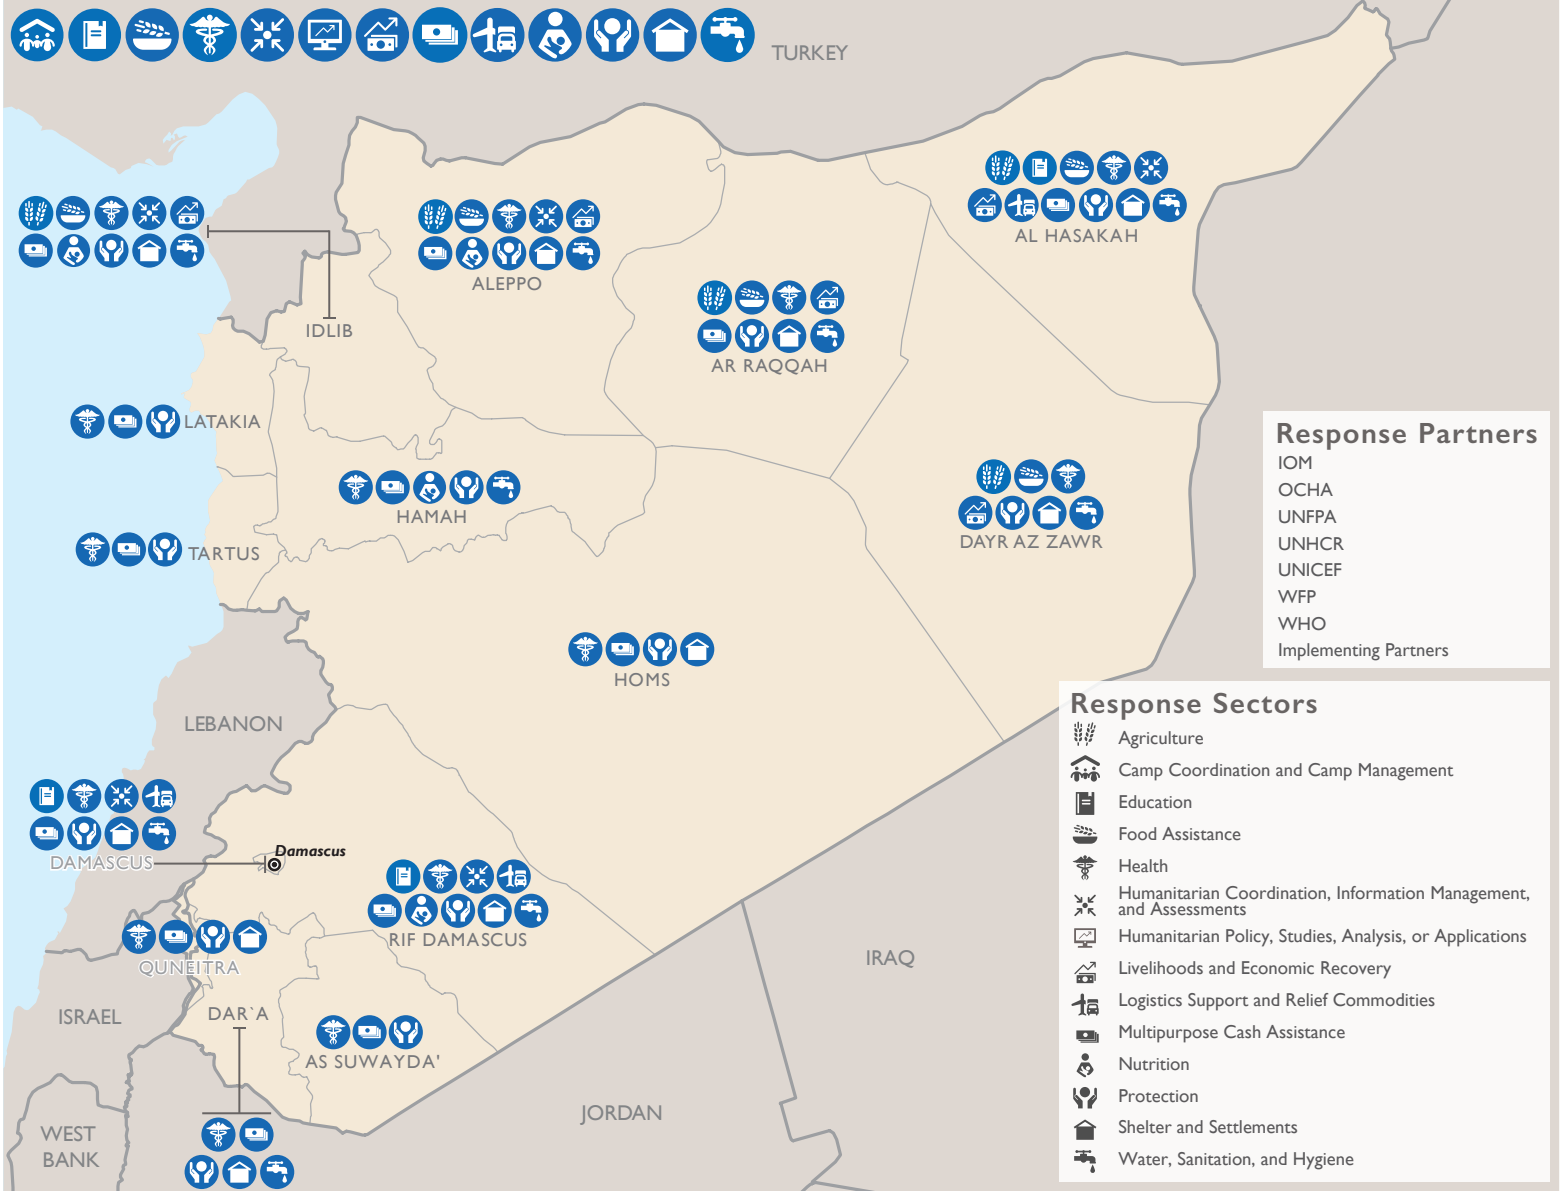 TURKEY
AL HASAKAH
ALEPPO
IDLIB
AR RAQQAH
LATAKIA
HAMAH
TARTUS
DAYR AZ ZAWR
HOMS
LEBANON
DAMASCUS
Damascus
RIF DAMASCUS
QUNEITRA
IRAQ
ISRAEL
DAR`A
AS SUWAYDA'
JORDAN
WEST
BANK
Response Partners
IOM
OCHA
UNFPA
UNHCR
UNICEF
WFP
WHO
Implementing Partners
Response Sectors
Agriculture
Camp Coordination and Camp Management
Education
Food Assistance
Health
Humanitarian Coordination, Information Management,
and Assessments
Humanitarian Policy, Studies, Analysis, or Applications
Livelihoods and Economic Recovery
Logistics Support and Relief Commodities
Multipurpose Cash Assistance
Nutrition
Protection
Shelter and Settlements
Water, Sanitation, and Hygiene